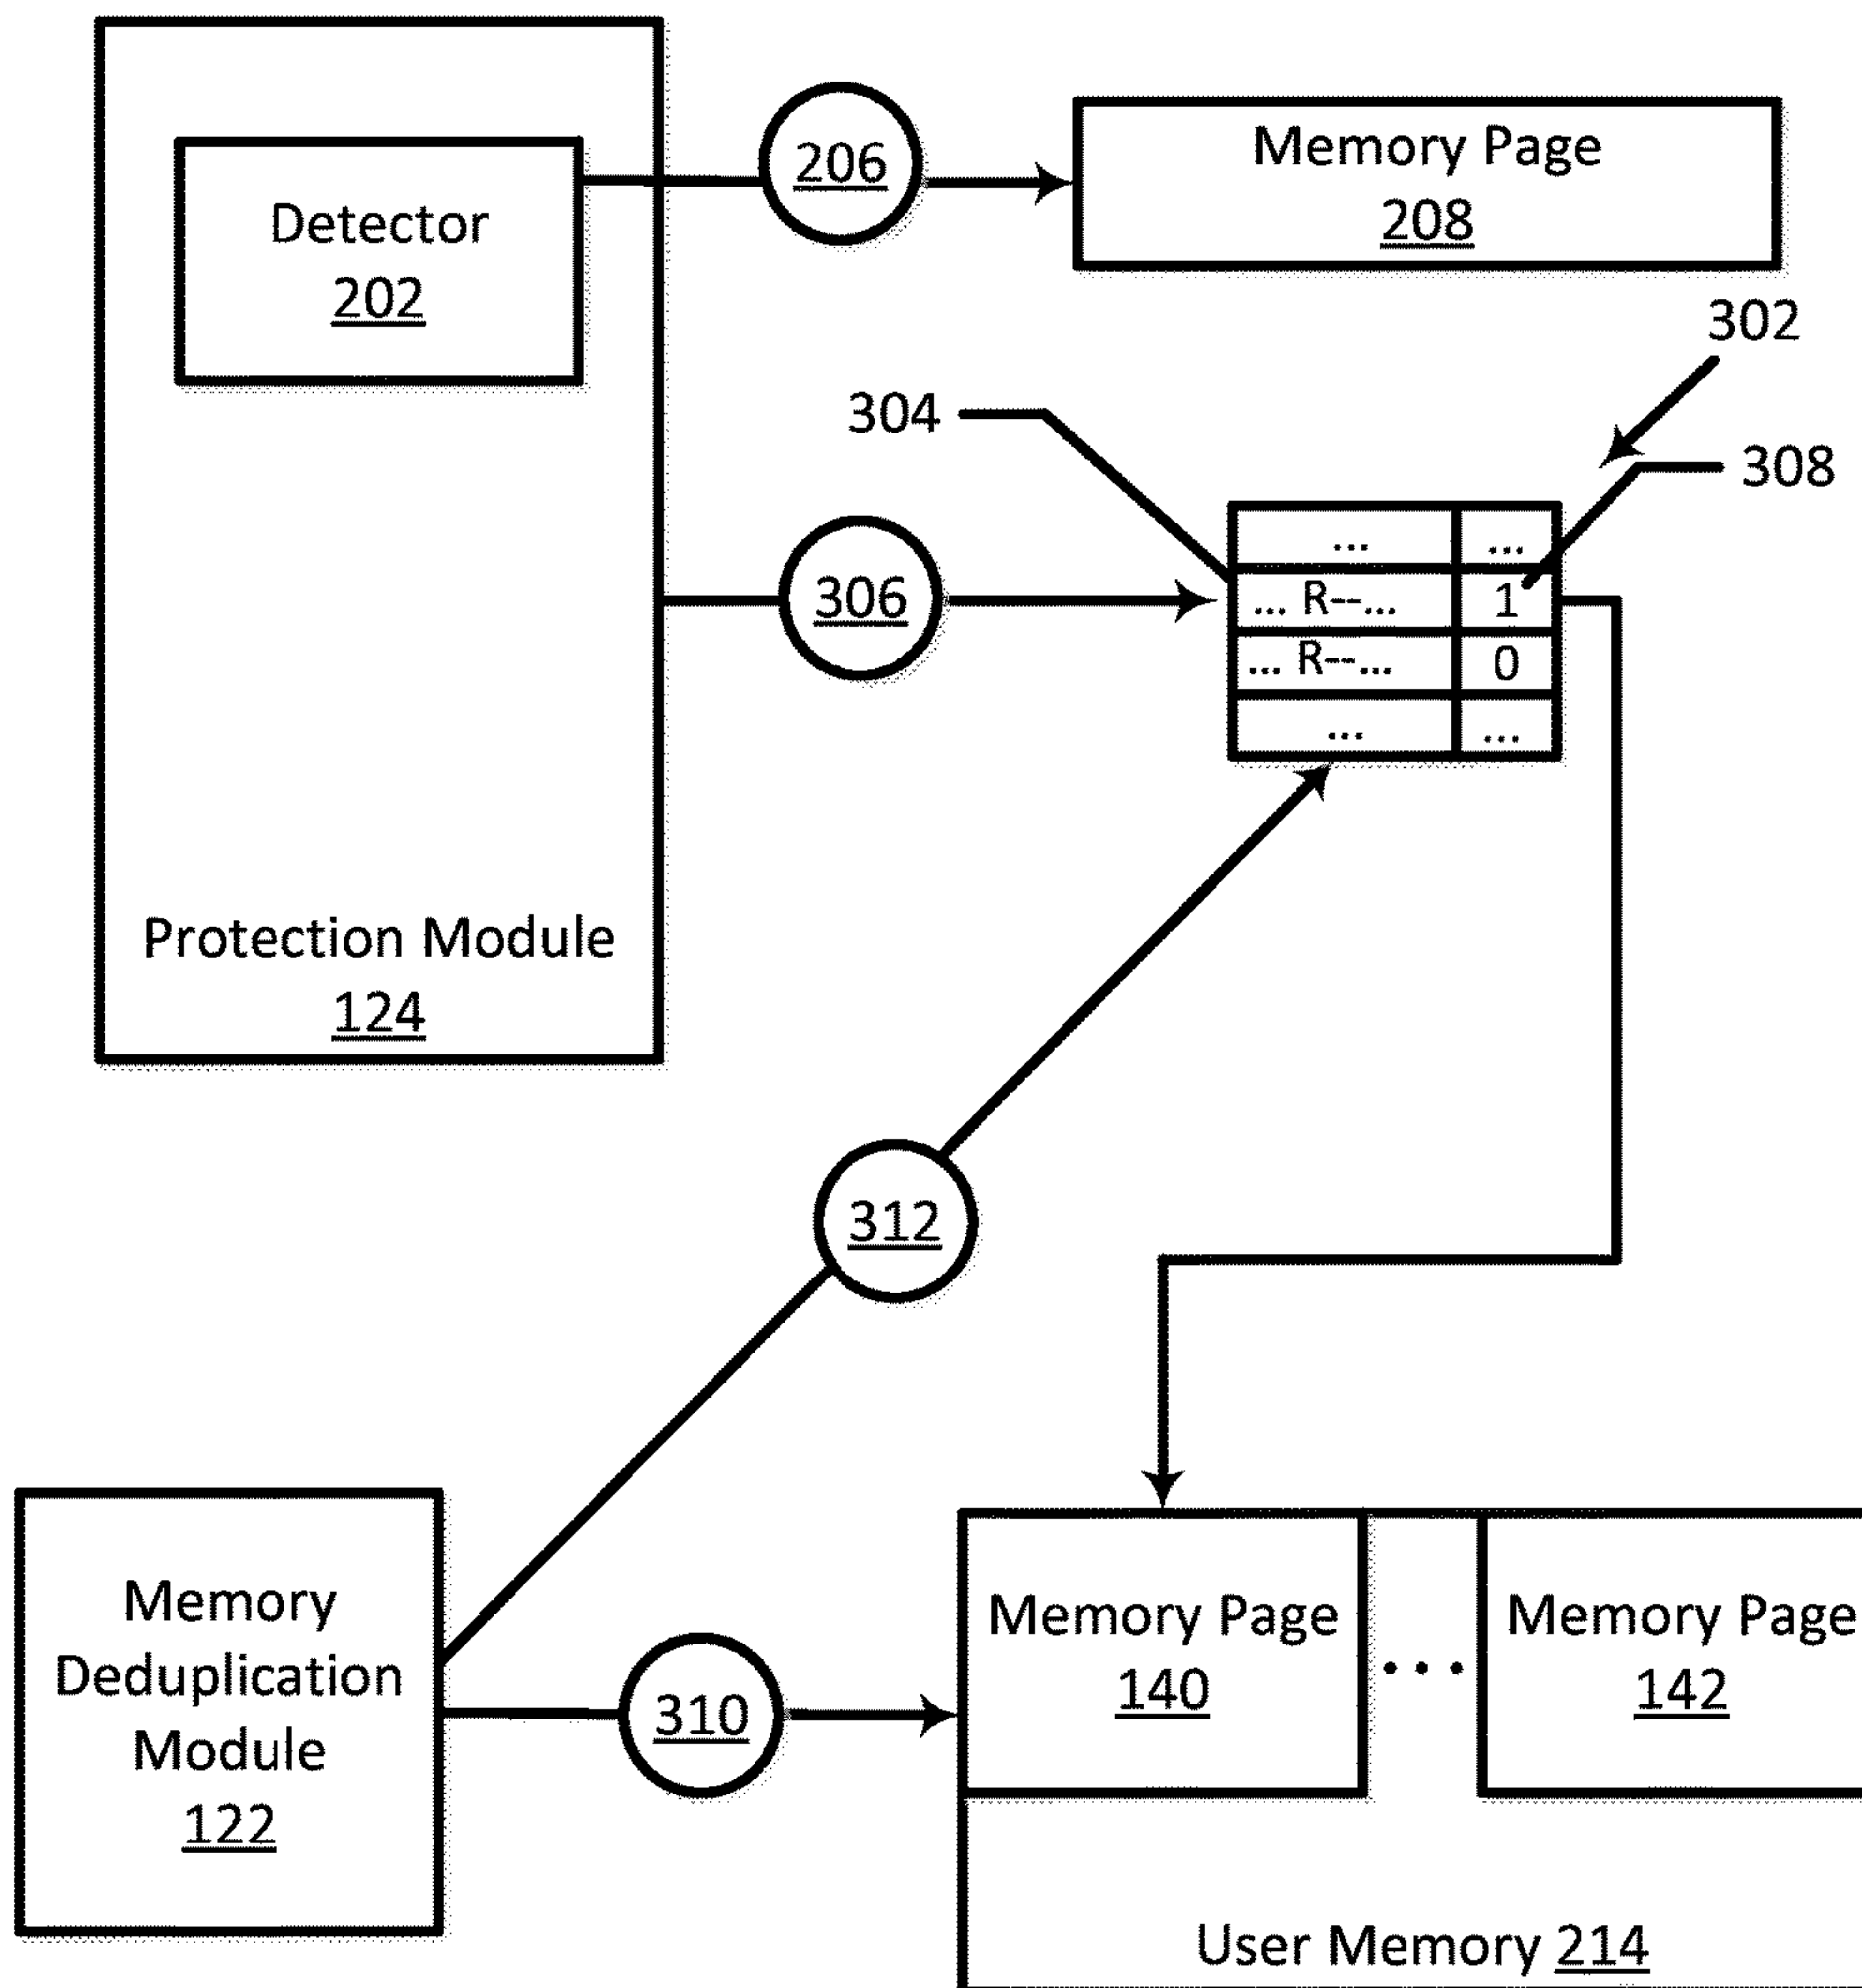 206
Memory Page
208
Detector
202
302
304
308
... ...
... R--... 1
... R--... 0
... ...
306
Protection Module
124
312
Memory
Deduplication
Module
122
310
Memory Page
140
...
Memory Page
142
User Memory 214